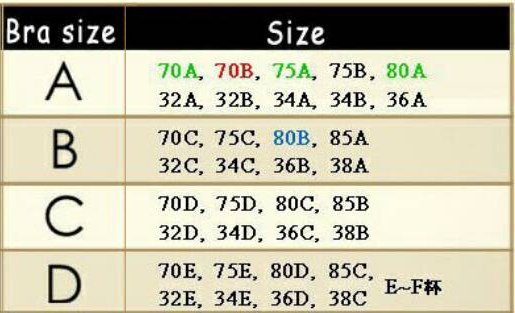 Bra size Size
A
70A, 70B, 75A, 75B, 80A
32A, 32B, 34A, 34B, 36A
B
70C, 75C, 80B, 85A
32C, 34C, 36B, 38A
C
70D, 75D, 80C, 85B
32D, 34D, 36C, 38B
D
70E, 75E, 80D, 85C,
32E, 34E, 36D, 38C
E~F杯